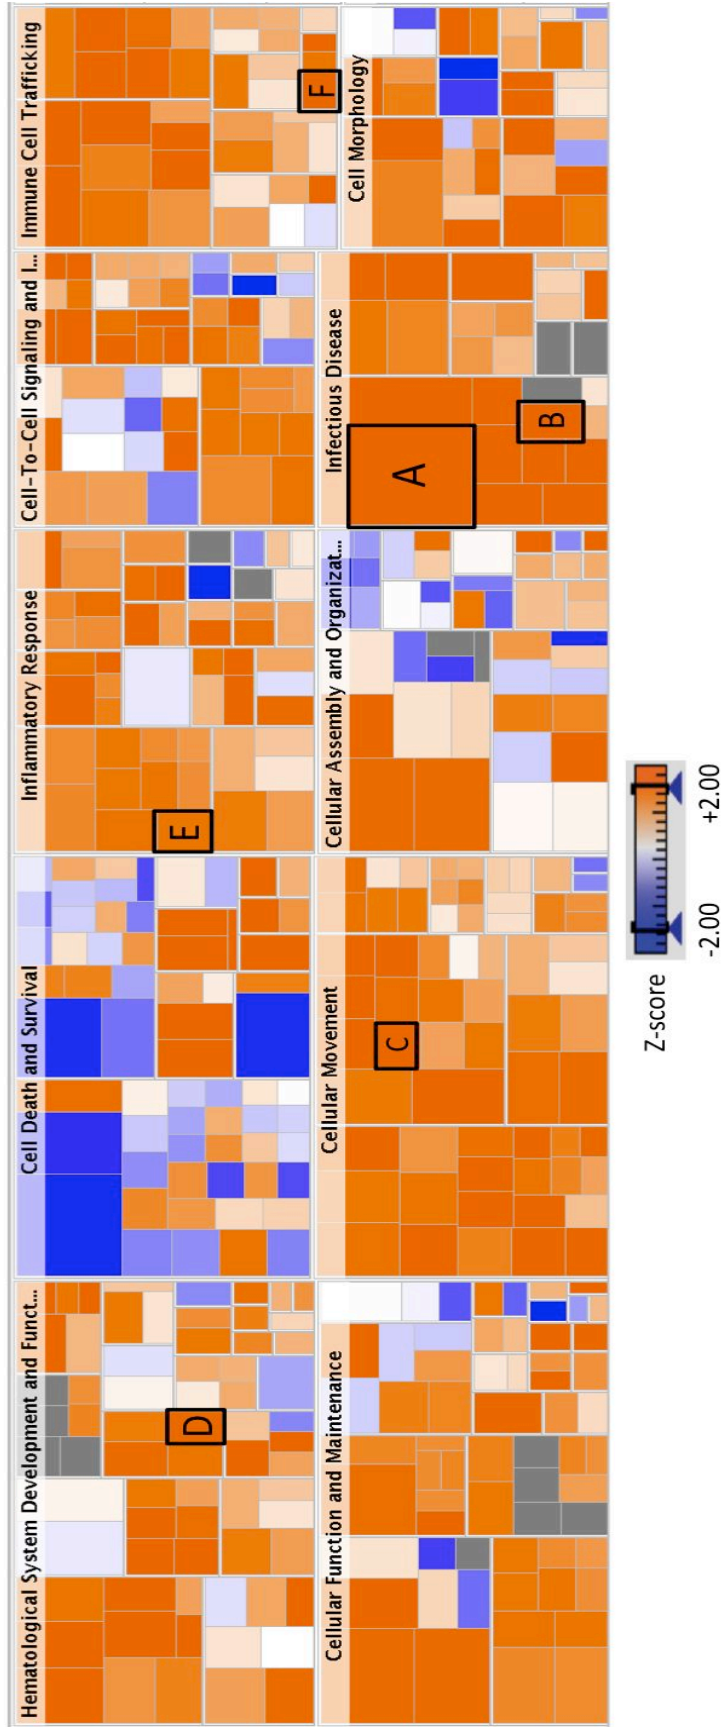 Hematological System Development and Funct...
Cell Death and Survival
Inflammatory Response
Cell-To-Cell Signaling and I...
Immune Cell Trafficking
D
E
F
Cellular Function and Maintenance
Cellular Movement
Cellular Assembly and Organizat...
Infectious Disease
Cell Morphology
C
A
B
Z-score
-2.00
+2.00